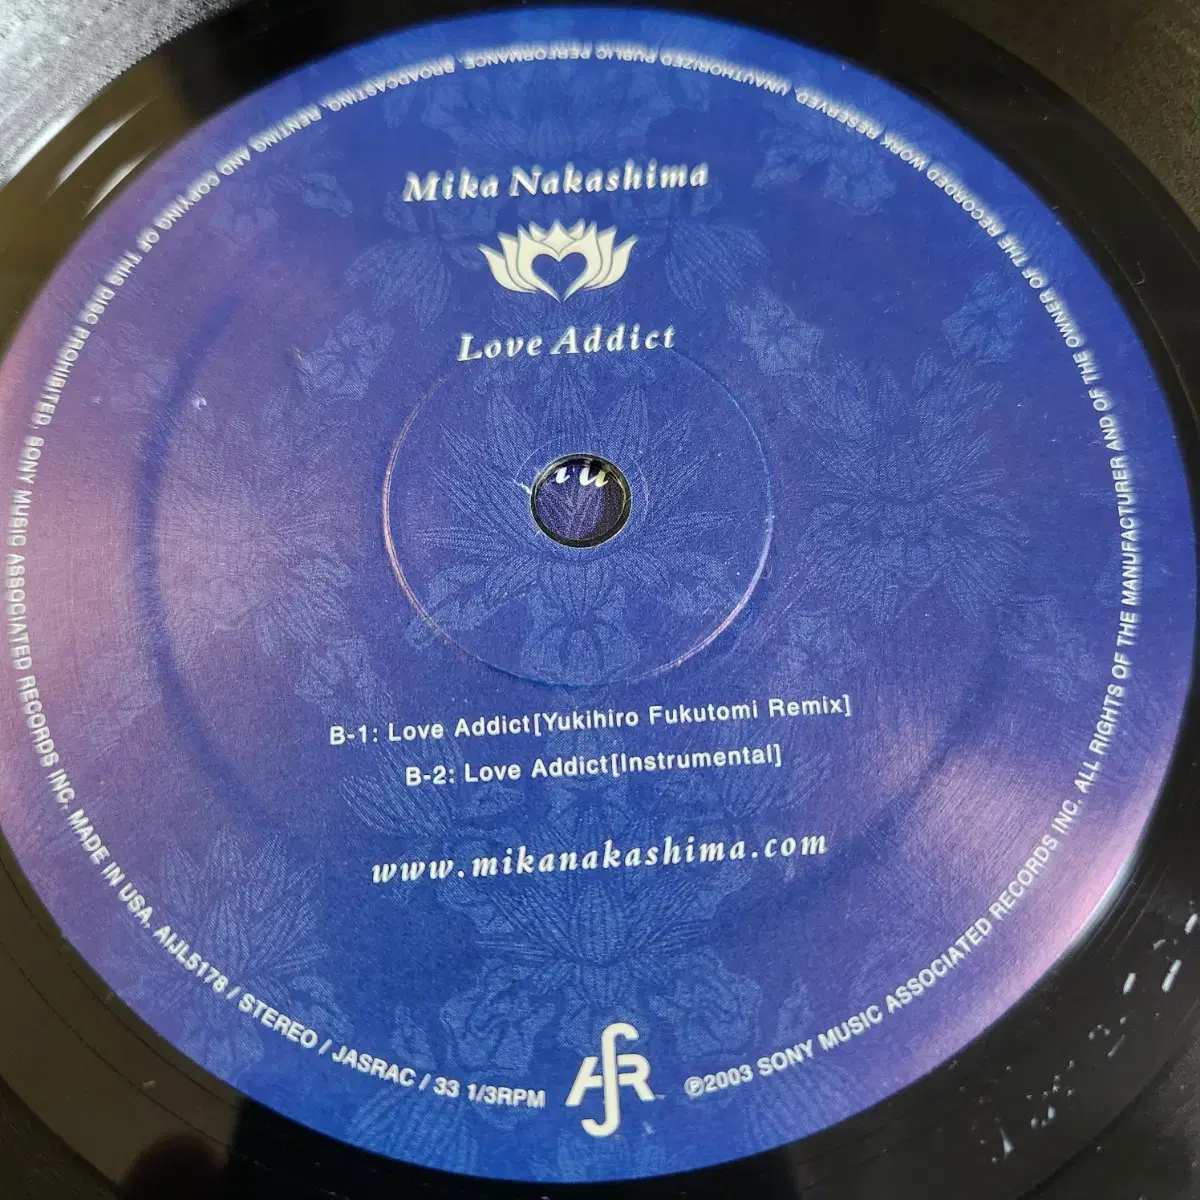 Mika Nakashima
Love Addict
B-1: Love Addict[Yukihiro Fukutomi Remix]
B-2: Love Addict[Instrumental]
www.mikanakashima.com
℗2003 SONY MUSIC ASSOCIATED RECORDS INC. ALL RIGHTS OF THE MANUFACTURER AND OF THE OWNER OF THE RECORDED WORK RESERVED. UNAUTHORIZED PUBLIC PERFORMANCE, BROADCASTING, RENTING AND COPYING OF THIS DISC PROHIBITED. SONY MUSIC ASSOCIATED RECORDS INC. MADE IN USA. AIJL5178 / STEREO / JASRAC / 33 1/3RPM